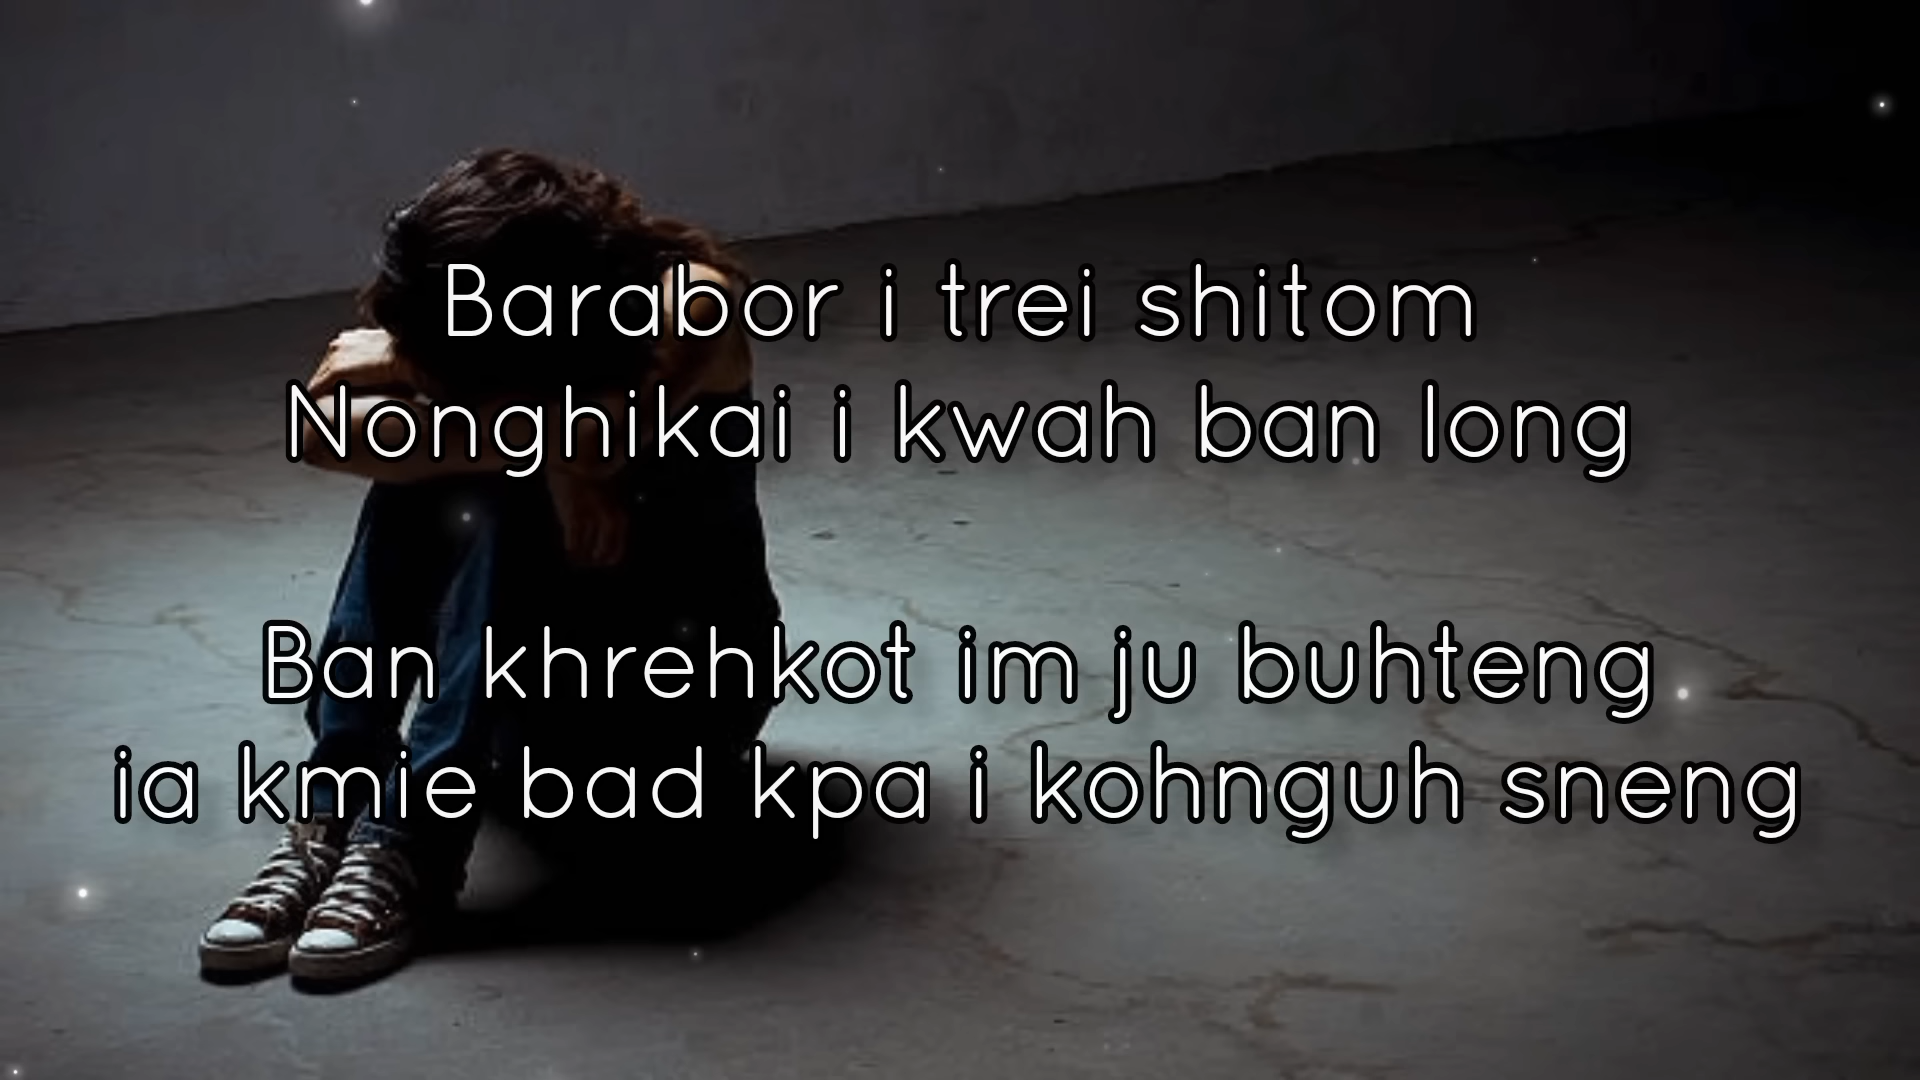 Barabor i trei shitom
Nonghikai i kwah ban long
Ban khrehkot im ju buhteng
ia kmie bad kpa i kohnguh sneng